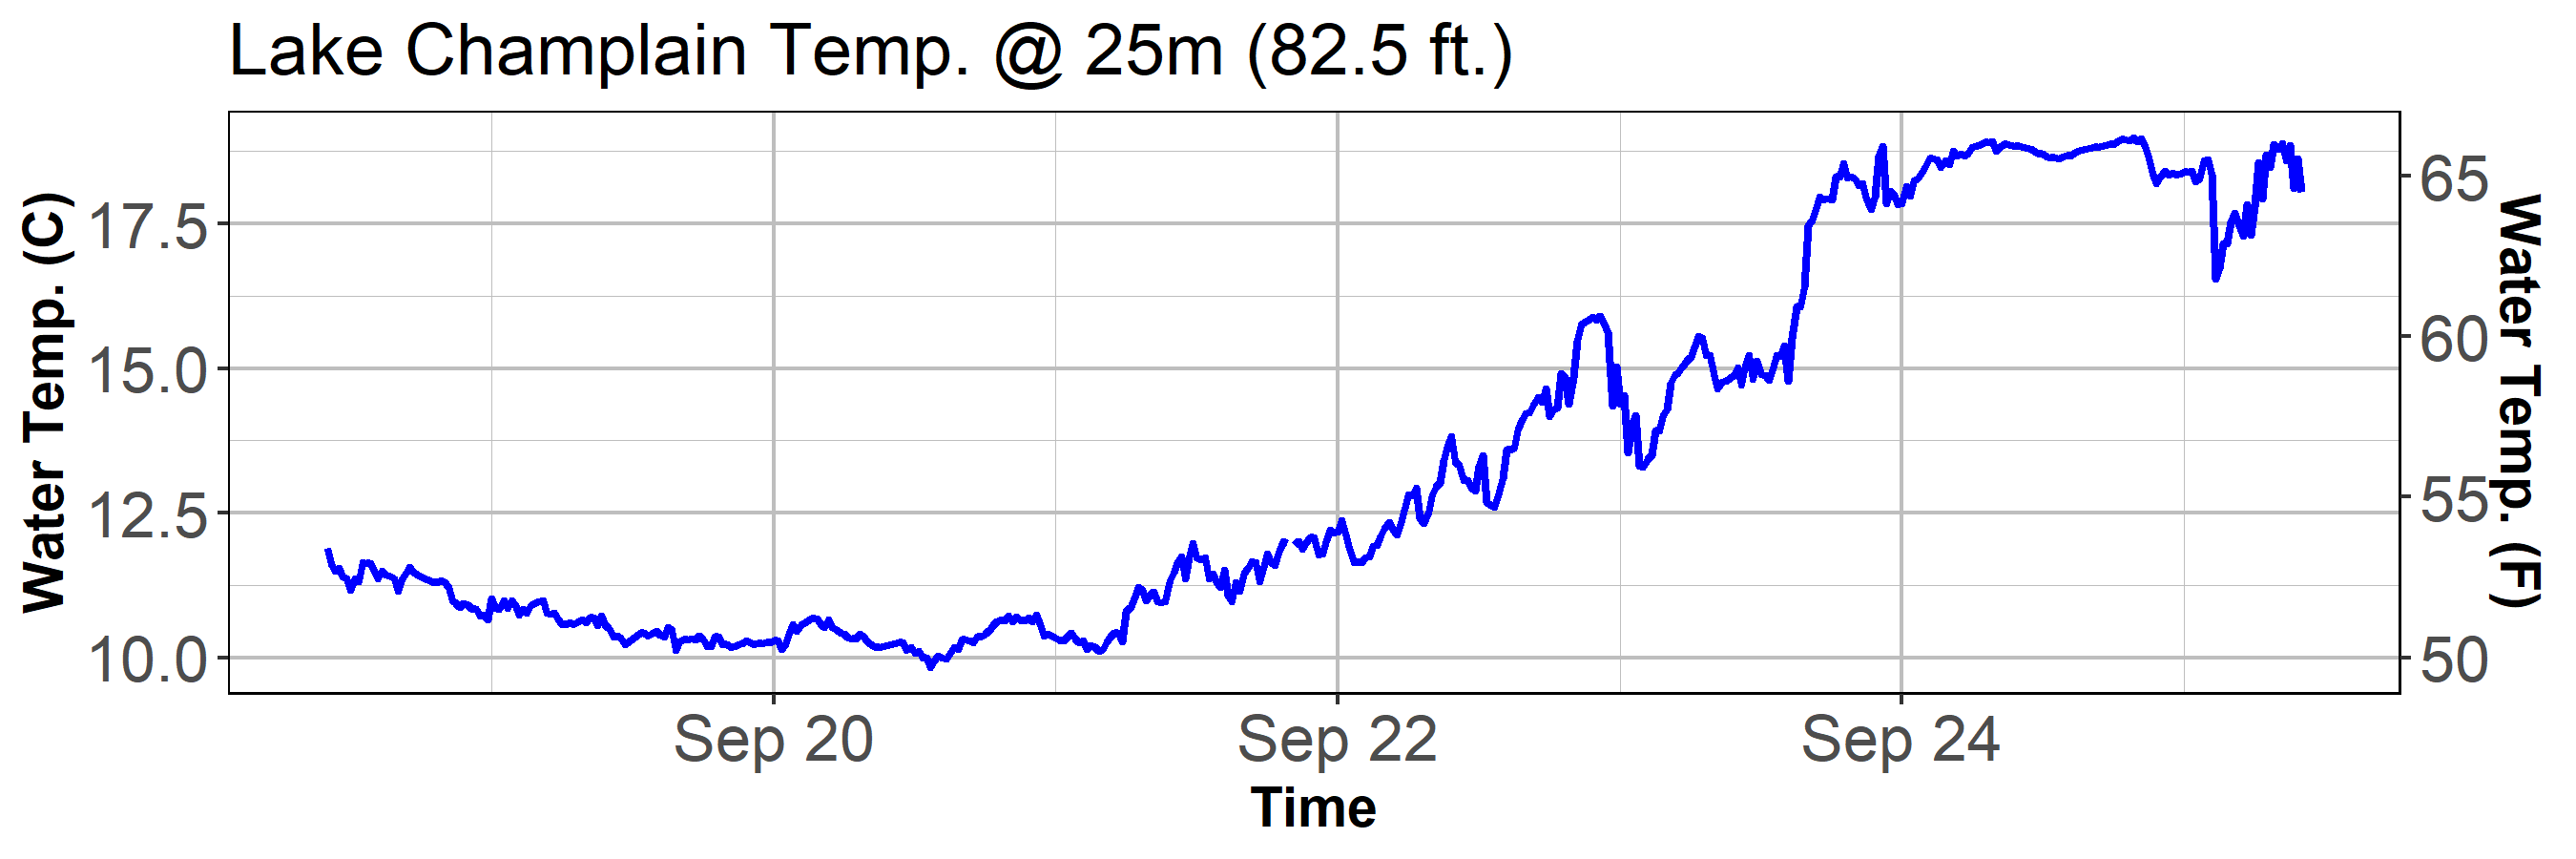 Lake Champlain Temp. @ 25m (82.5 ft.)
Water Temp. (C)
17.5
15.0
12.5
10.0
65
60
55
50
Water Temp. (F)
Sep 20
Sep 22
Sep 24
Time